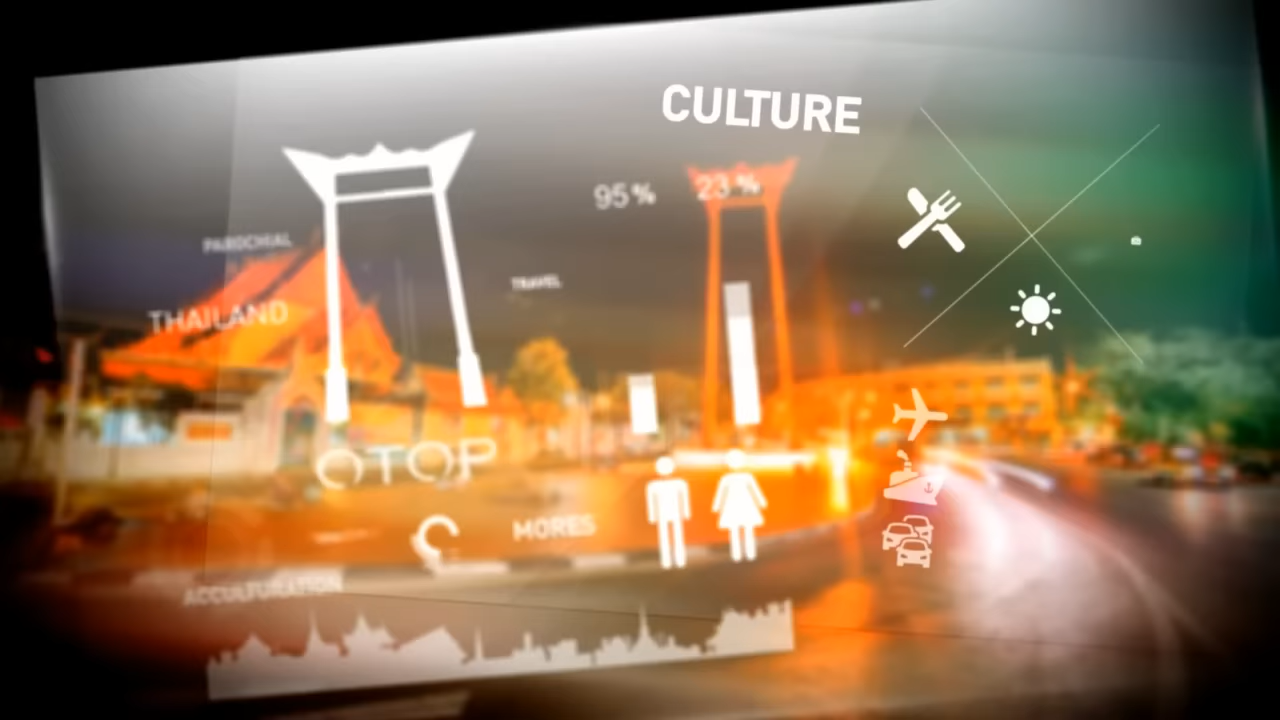 CULTURE
95%
23%
PAROCHIAL
TRAVEL
THAILAND
OTOP
MORES
ACCULTURATION